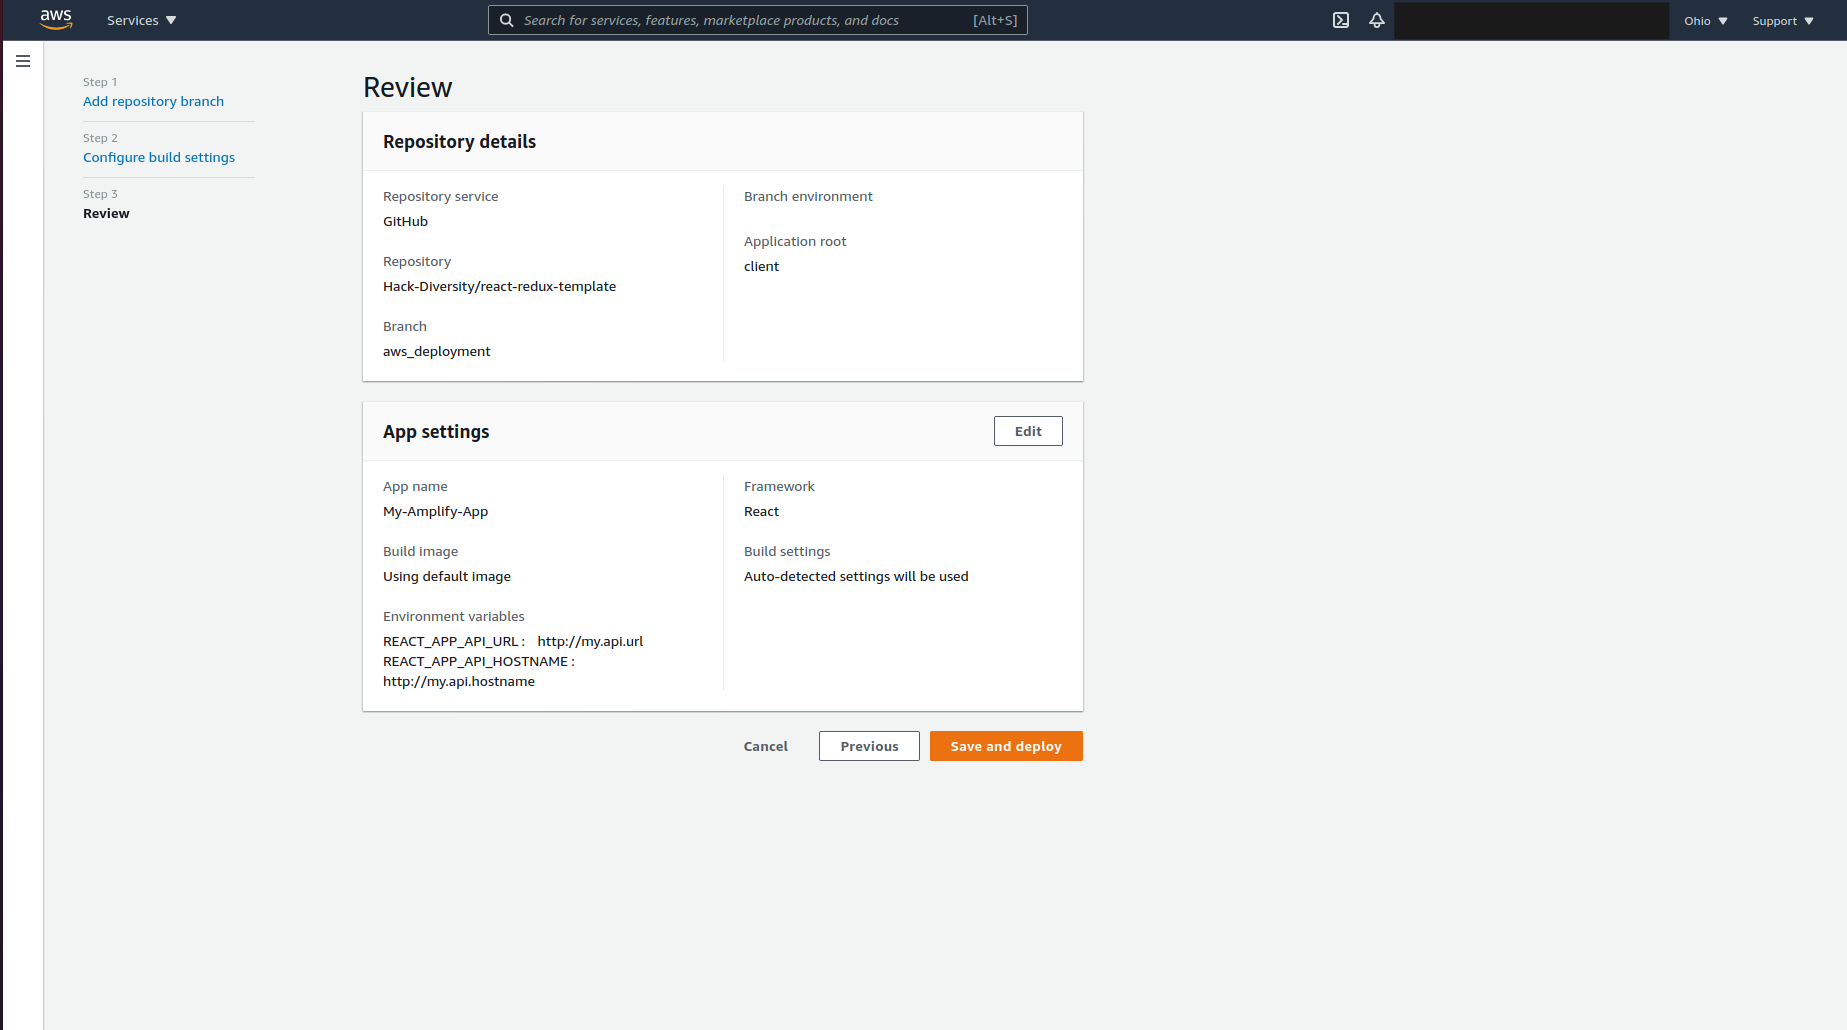 aws
Services
Search for services, features, marketplace products, and docs
[Alt+S]
Ohio
Support
Step 1
Add repository branch
Step 2
Configure build settings
Step 3
Review
Review
Repository details
Repository service
GitHub
Repository
Hack-Diversity/react-redux-template
Branch
aws_deployment
Branch environment
Application root
client
App settings
Edit
App name
My-Amplify-App
Build image
Using default image
Environment variables
REACT_APP_API_URL : http://my.api.url
REACT_APP_API_HOSTNAME :
http://my.api.hostname
Framework
React
Build settings
Auto-detected settings will be used
Cancel
Previous
Save and deploy